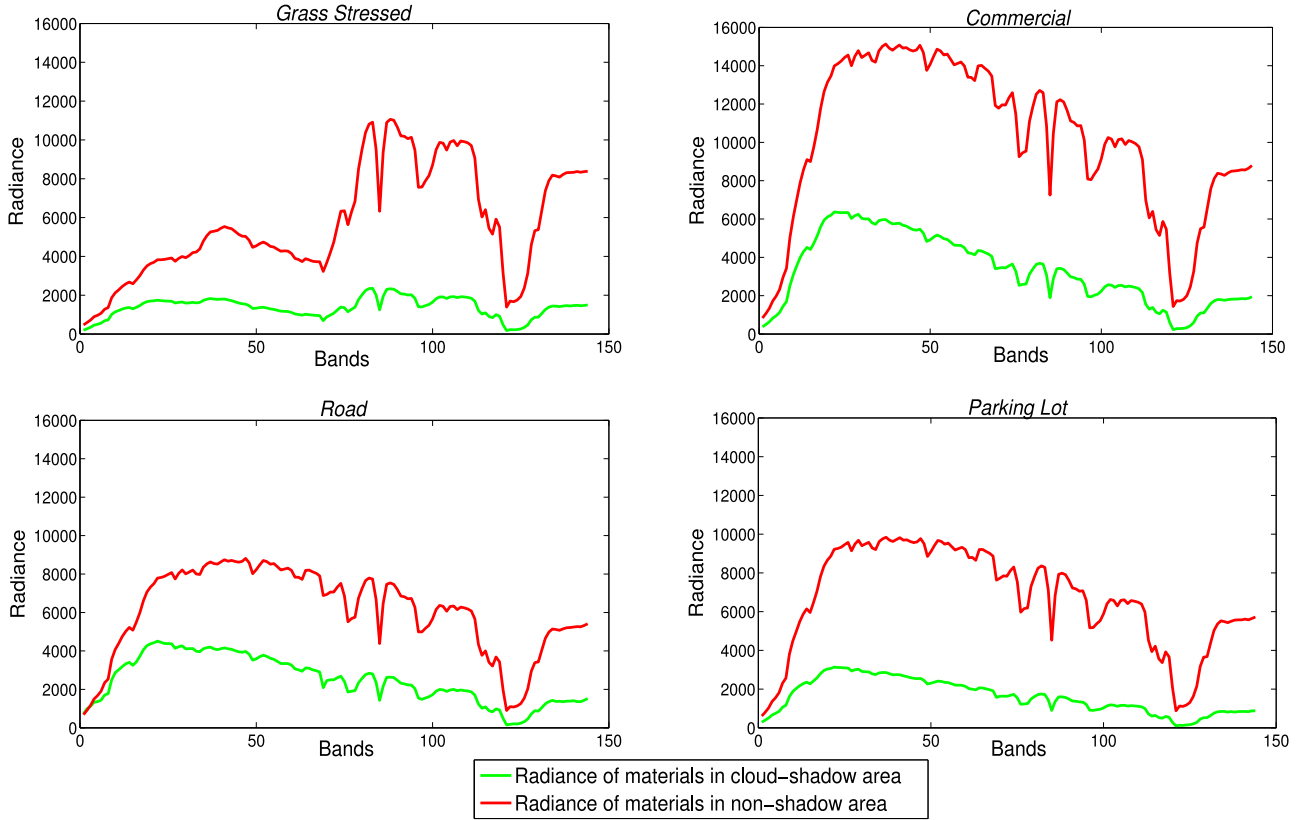 Grass Stressed
16000
14000
12000
10000
8000
6000
4000
2000
0
Radiance
0 50 100 150
Bands
Commercial
16000
14000
12000
10000
8000
6000
4000
2000
0
Radiance
0 50 100 150
Bands
Road
16000
14000
12000
10000
8000
6000
4000
2000
0
Radiance
0 50 100 150
Bands
Parking Lot
16000
14000
12000
10000
8000
6000
4000
2000
0
Radiance
0 50 100 150
Bands
Radiance of materials in cloud−shadow area
Radiance of materials in non−shadow area